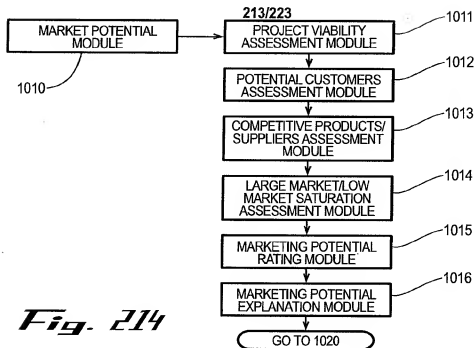 213/223
MARKET POTENTIAL
MODULE
1010
PROJECT VIABILITY
ASSESSMENT MODULE
1011
POTENTIAL CUSTOMERS
ASSESSMENT MODULE
1012
COMPETITIVE PRODUCTS/
SUPPLIERS ASSESSMENT
MODULE
1013
LARGE MARKET/LOW
MARKET SATURATION
ASSESSMENT MODULE
1014
MARKETING POTENTIAL
RATING MODULE
1015
MARKETING POTENTIAL
EXPLANATION MODULE
1016
GO TO 1020
Fig. 214